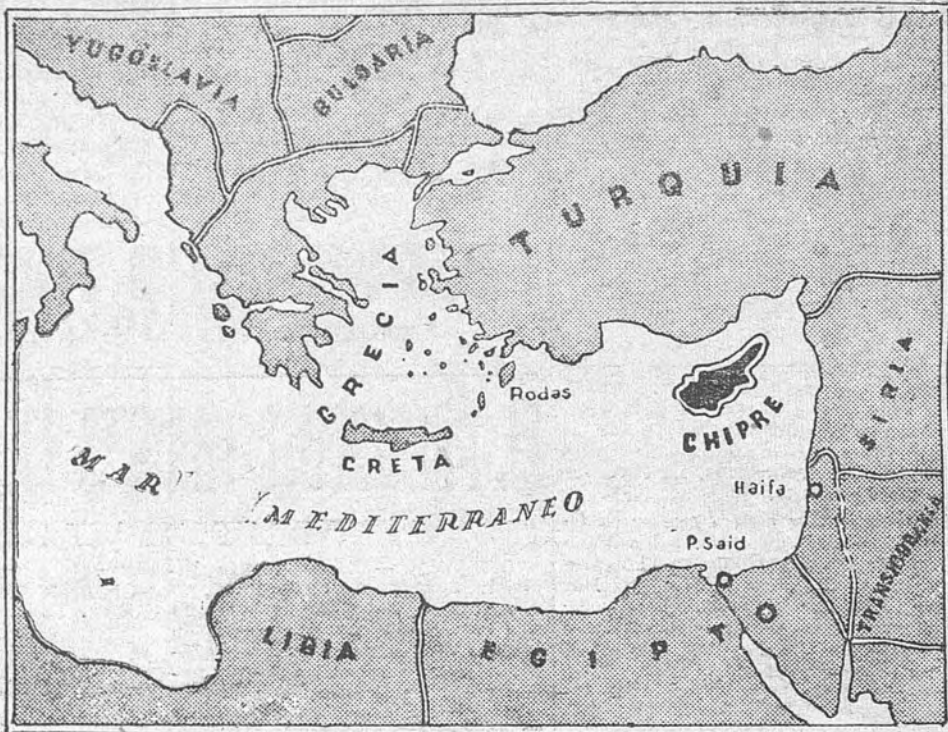 YUGOSLAVIA
BULGARIA
TURQUIA
GRECIA
Rodas
CHIPRE
SIRIA
CRETA
MAR
MEDITERRANEO
Haifa
P. Said
TRANSJORDANIA
LIBIA
EGIPTO